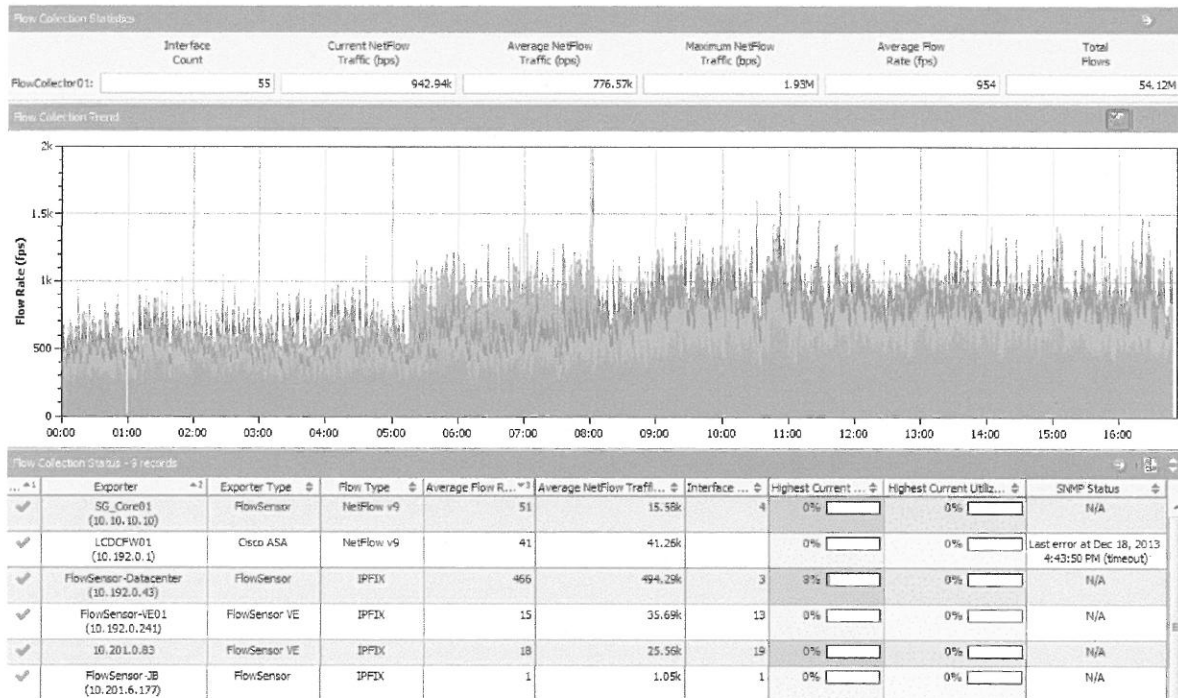 Flow Collection Statistics
Interface Count
Current NetFlow Traffic (bps)
Average NetFlow Traffic (bps)
Maximum NetFlow Traffic (bps)
Average Flow Rate (fps)
Total Flows
FlowCollector01: 55 942.94k 776.57k 1.93M 954 54.12M
Flow Collection Trend
Flow Rate (fps)
2k
1.5k
1k
500
0
00:00 01:00 02:00 03:00 04:00 05:00 06:00 07:00 08:00 09:00 10:00 11:00 12:00 13:00 14:00 15:00 16:00
Flow Collection Status - 9 records
... 1 Exporter 2 Exporter Type Flow Type Average Flow R... 3 Average NetFlow Traffi... Interface ... Highest Current ... Highest Current Utiliz... SNMP Status
SG_Core01 (10.10.10.10) FlowSensor NetFlow v9 51 15.58k 4 0% 0% N/A
LCDCFW01 (10.192.0.1) Cisco ASA NetFlow v9 41 41.26k 0% 0% Last error at Dec 18, 2013 4:43:50 PM (timeout)
FlowSensor-Datacenter (10.192.0.43) FlowSensor IPFIX 466 494.29k 3 8% 0% N/A
FlowSensor-VE01 (10.192.0.241) FlowSensor VE IPFIX 15 35.69k 13 0% 0% N/A
10.201.0.83 FlowSensor VE IPFIX 18 25.56k 19 0% 0% N/A
FlowSensor-JB (10.201.6.177) FlowSensor IPFIX 1 1.05k 1 0% 0% N/A